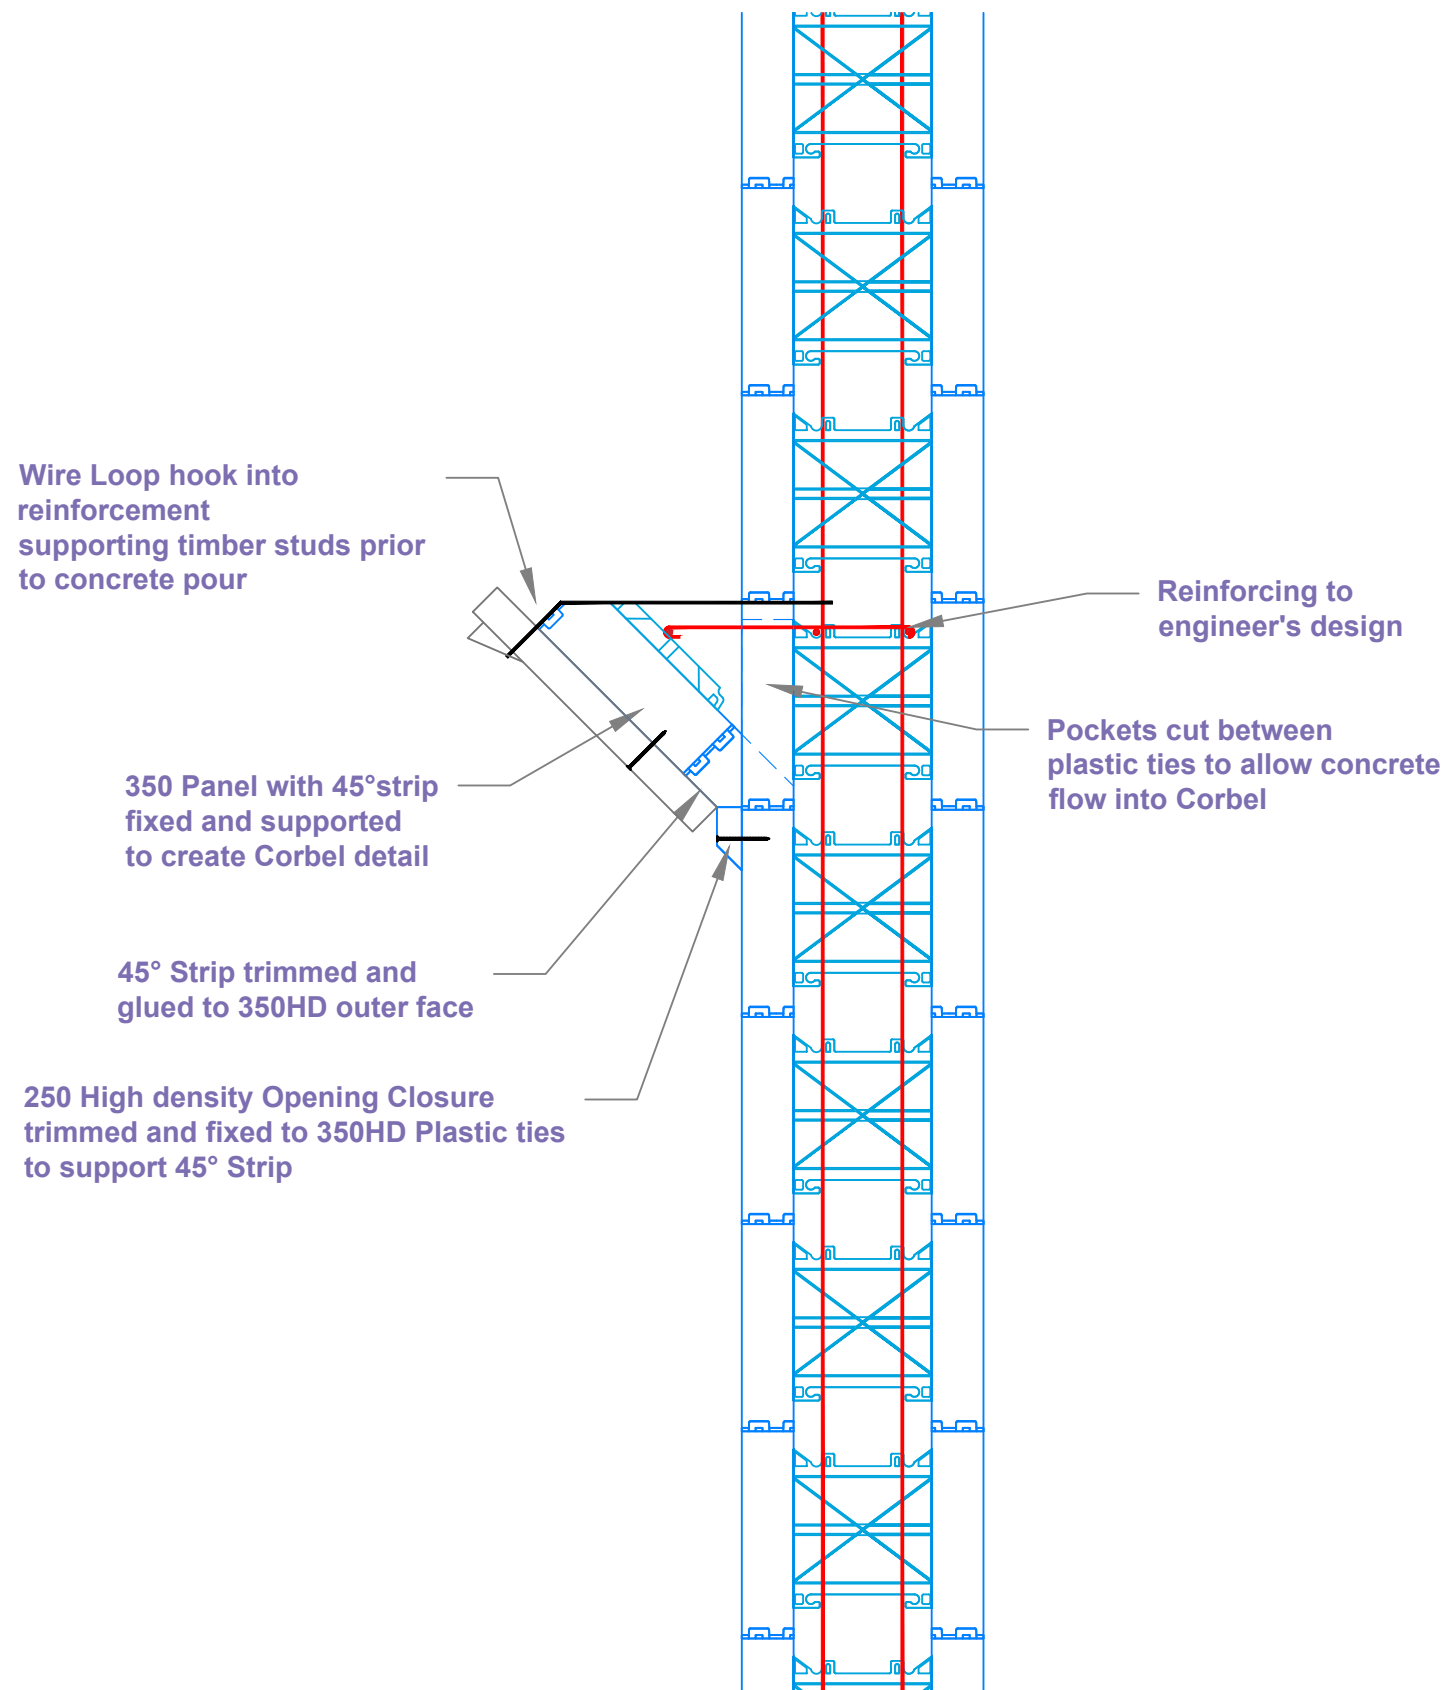 Wire Loop hook into
reinforcement
supporting timber studs prior
to concrete pour
Reinforcing to
engineer's design
Pockets cut between
plastic ties to allow concrete
flow into Corbel
350 Panel with 45°strip
fixed and supported
to create Corbel detail
45° Strip trimmed and
glued to 350HD outer face
250 High density Opening Closure
trimmed and fixed to 350HD Plastic ties
to support 45° Strip